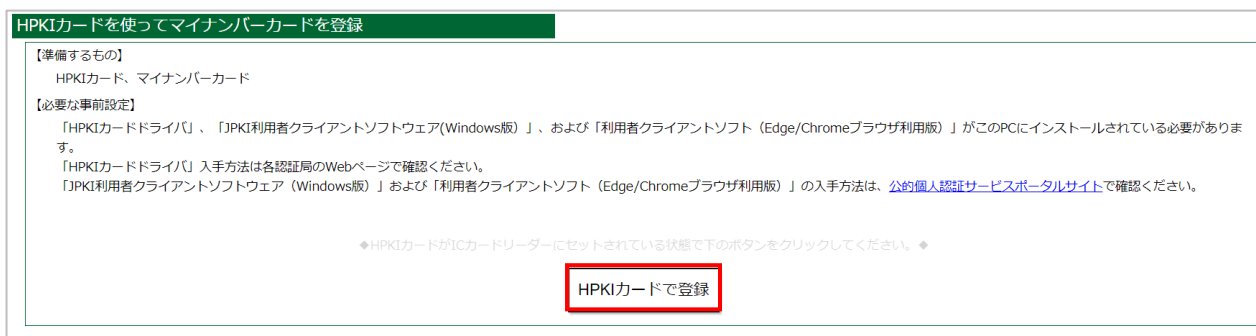 HPKIカードを使ってマイナンバーカードを登録
【準備するもの】
HPKIカード、マイナンバーカード
【必要な事前設定】
「HPKIカードドライバ」、「JPKI利用者クライアントソフトウェア(Windows版）」、および「利用者クライアントソフト（Edge/Chromeブラウザ利用版）」がこのPCにインストールされている必要がありま
す。
「HPKIカードドライバ」入手方法は各認証局のWebページで確認ください。
「JPKI利用者クライアントソフトウェア（Windows版）」および「利用者クライアントソフト（Edge/Chromeブラウザ利用版）」の入手方法は、公的個人認証サービスポータルサイトで確認ください。
◆HPKIカードがICカードリーダーにセットされている状態で下のボタンをクリックしてください。◆
HPKIカードで登録